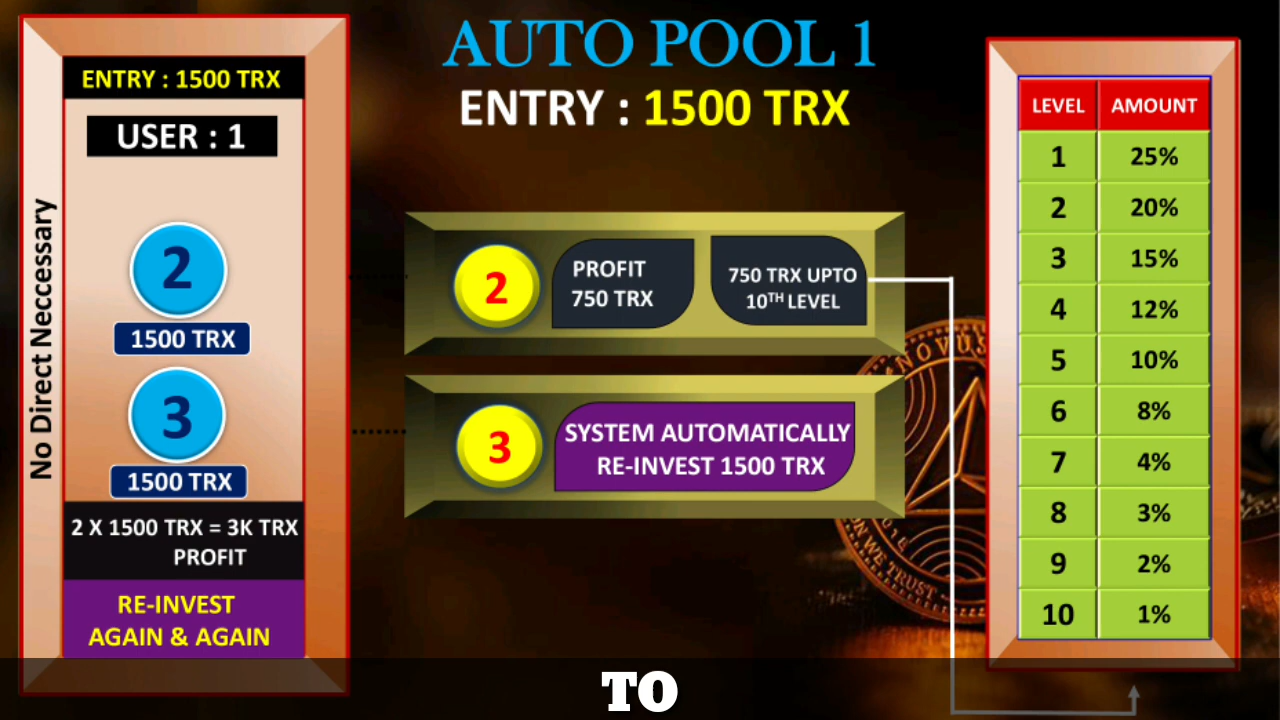 AUTO POOL 1
ENTRY : 1500 TRX
No Direct Neccessary
ENTRY : 1500 TRX
USER : 1
2
1500 TRX
3
1500 TRX
2 X 1500 TRX = 3K TRX
PROFIT
RE-INVEST
AGAIN & AGAIN
2
PROFIT
750 TRX
750 TRX UPTO
10TH LEVEL
3
SYSTEM AUTOMATICALLY
RE-INVEST 1500 TRX
LEVEL AMOUNT
1 25%
2 20%
3 15%
4 12%
5 10%
6 8%
7 4%
8 3%
9 2%
10 1%
NOVUS
WE TRUST
TO